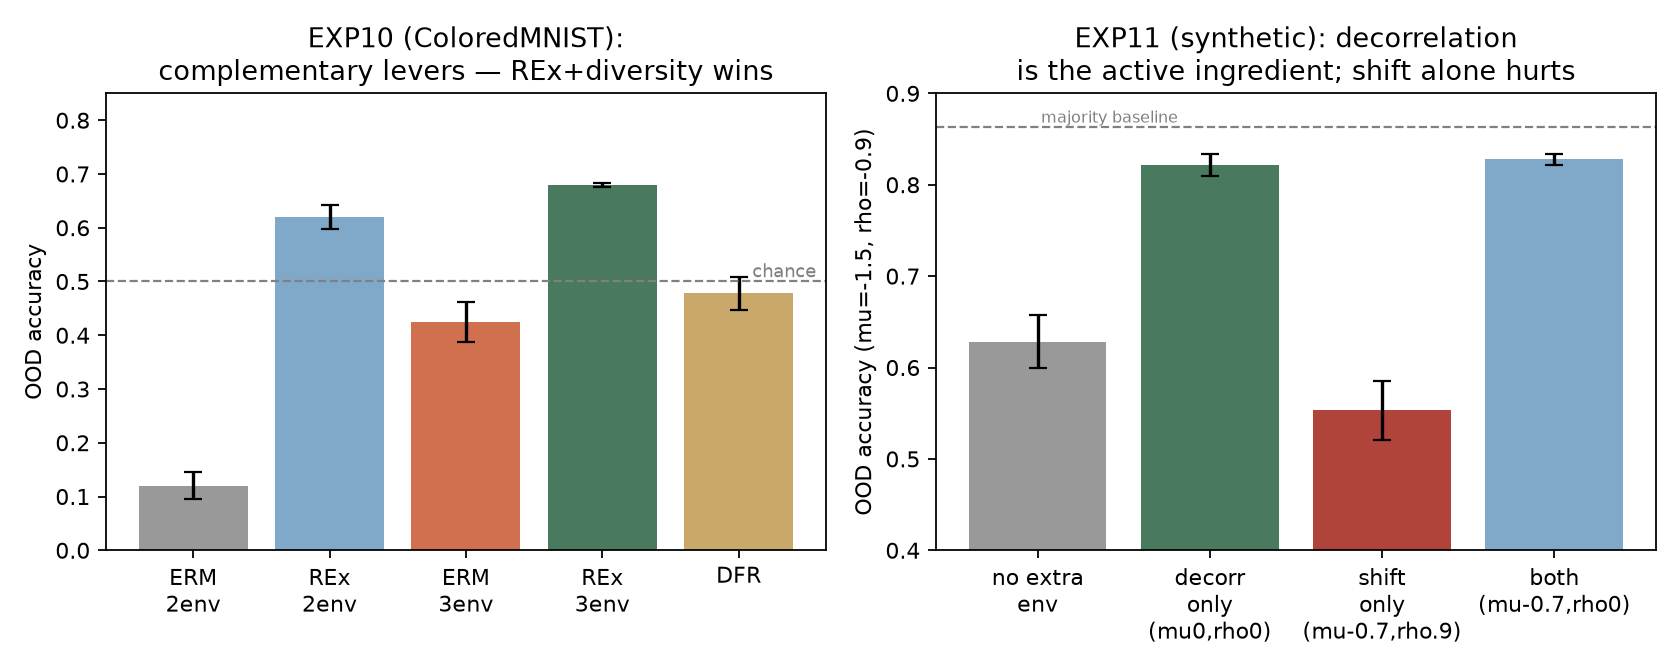 EXP10 (ColoredMNIST):
complementary levers — REx+diversity wins
OOD accuracy
0.8
0.7
0.6
0.5
0.4
0.3
0.2
0.1
0.0
chance
ERM
2env
REx
2env
ERM
3env
REx
3env
DFR
EXP11 (synthetic): decorrelation
is the active ingredient; shift alone hurts
OOD accuracy (mu=-1.5, rho=-0.9)
0.9
0.8
0.7
0.6
0.5
0.4
majority baseline
no extra
env
decorr
only
(mu0,rho0)
shift
only
(mu-0.7,rho.9)
both
(mu-0.7,rho0)